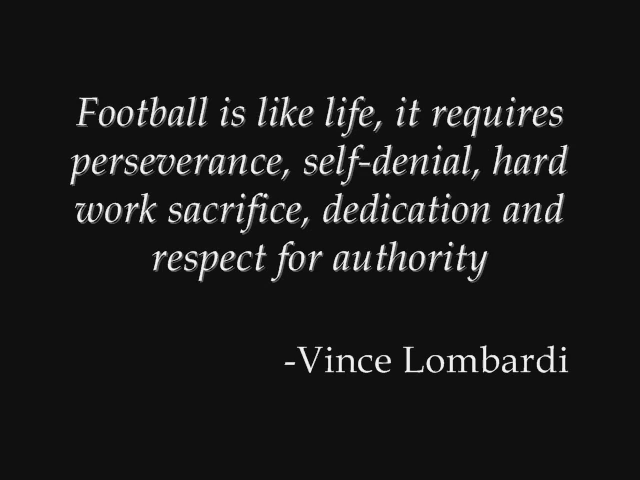 Football is like life, it requires
perseverance, self-denial, hard
work sacrifice, dedication and
respect for authority
-Vince Lombardi